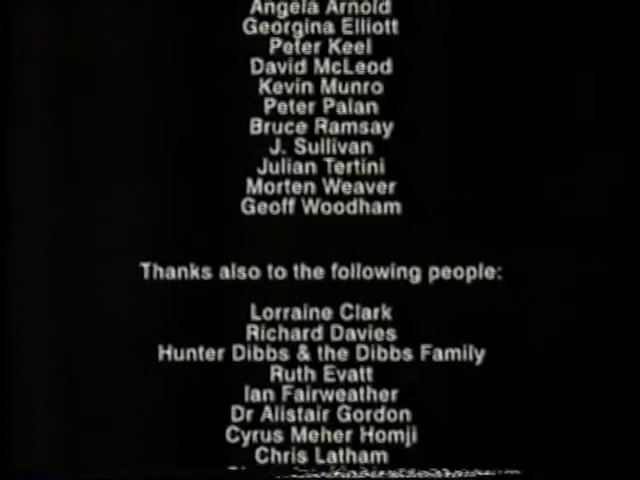 Angela Arnold
Georgina Elliott
Peter Keel
David McLeod
Kevin Munro
Peter Palan
Bruce Ramsay
J. Sullivan
Julian Tertini
Morten Weaver
Geoff Woodham
Thanks also to the following people:
Lorraine Clark
Richard Davies
Hunter Dibbs & the Dibbs Family
Ruth Evatt
Ian Fairweather
Dr Alistair Gordon
Cyrus Meher Homji
Chris Latham